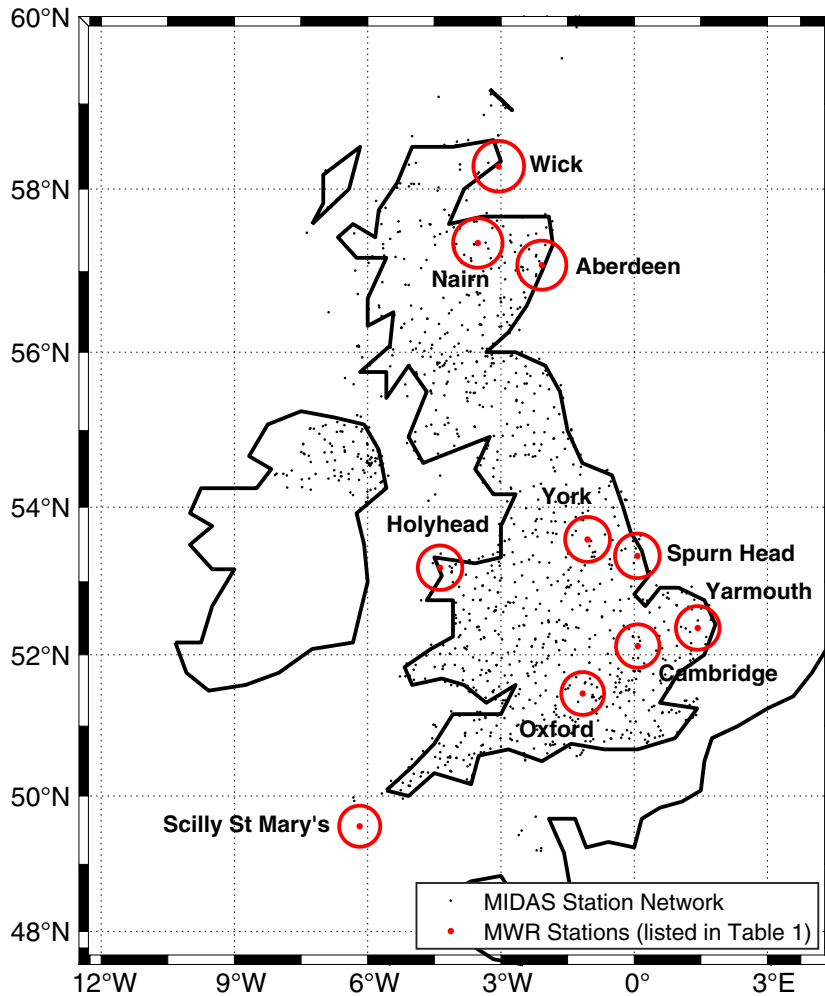 60°N
58°N
56°N
54°N
52°N
50°N
48°N
Wick
Nairn
Aberdeen
York
Holyhead
Spurn Head
Yarmouth
Cambridge
Oxford
Scilly St Mary's
MIDAS Station Network
MWR Stations (listed in Table 1)
12°W
9°W
6°W
3°W
0°
3°E